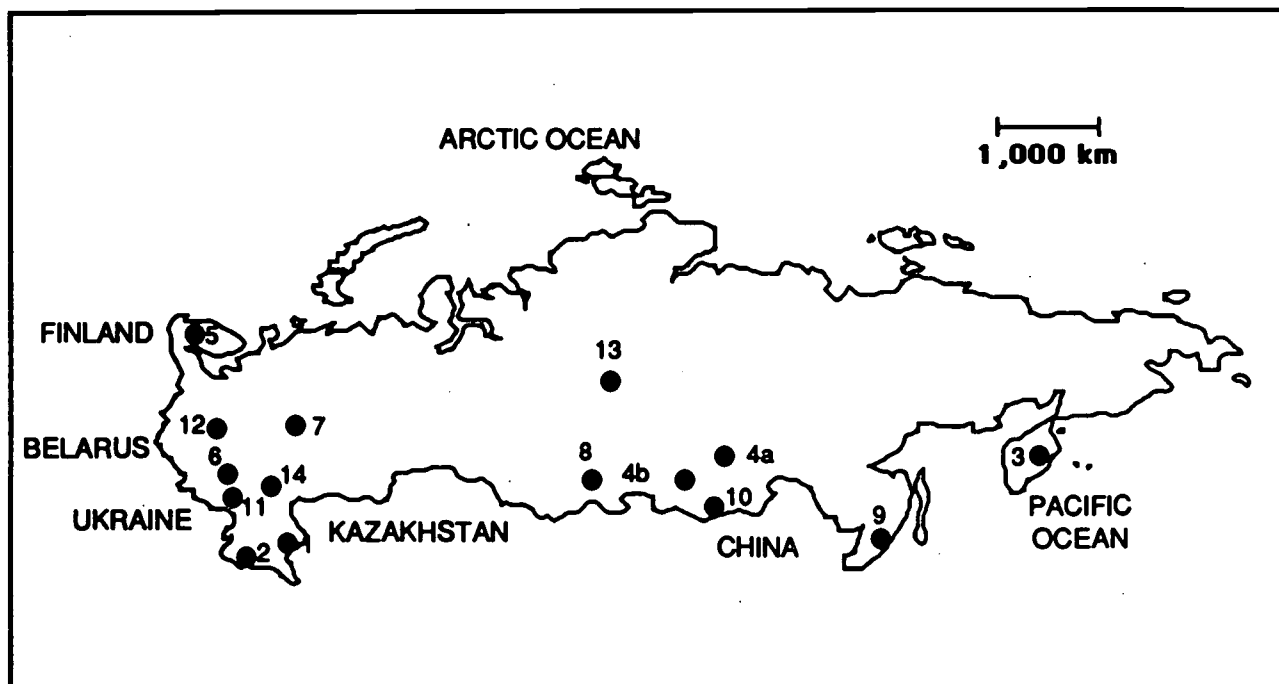 ARCTIC OCEAN
1,000 km
FINLAND
5
13
12
7
BELARUS
6
14
8
4b
4a
3
11
10
UKRAINE
KAZAKHSTAN
9
PACIFIC
OCEAN
2
CHINA